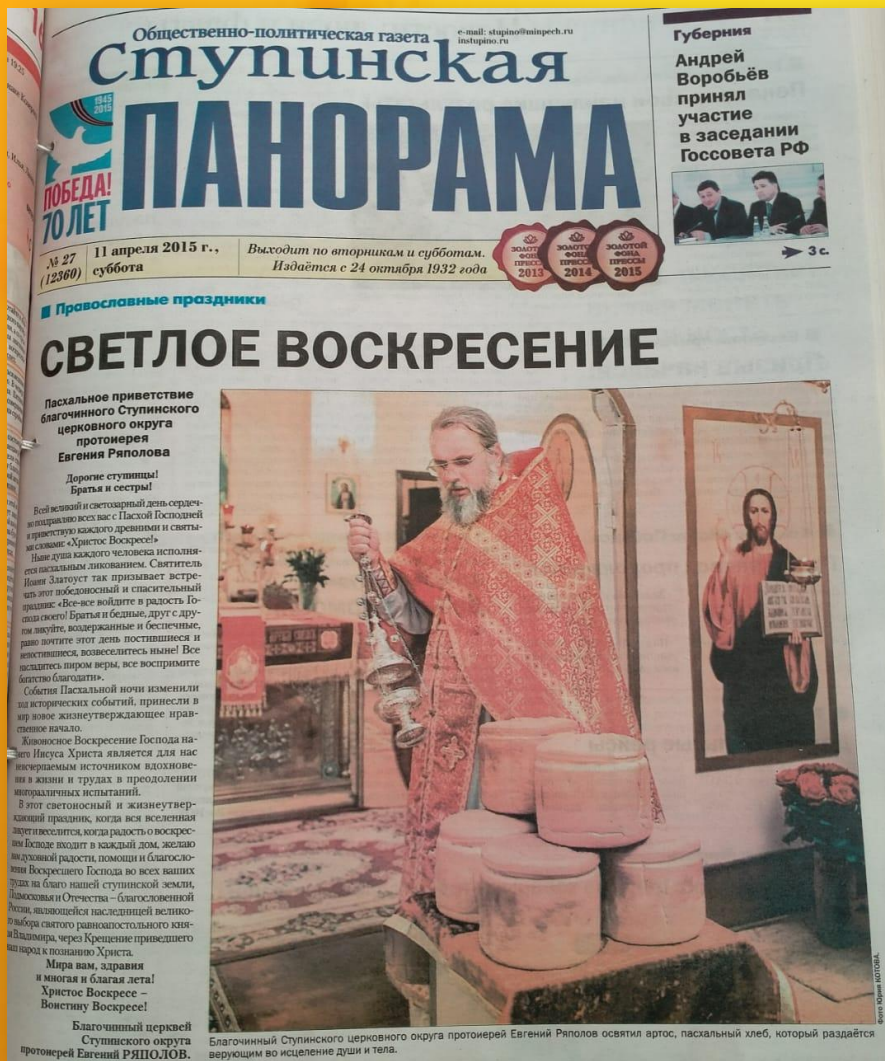 Общественно-политическая газета
e-mail: stupino@minpech.ru
instupino.ru
Ступинская
ПАНОРАМА
1945
2015
ПОБЕДА!
70 ЛЕТ
№ 27
(12360)
11 апреля 2015 г.,
суббота
Выходит по вторникам и субботам.
Издаётся с 24 октября 1932 года
ЗОЛОТОЙ
ФОНД
ПРЕССЫ
2013
ЗОЛОТОЙ
ФОНД
ПРЕССЫ
2014
ЗОЛОТОЙ
ФОНД
ПРЕССЫ
2015
Губерния
Андрей
Воробьёв
принял
участие
в заседании
Госсовета РФ
3 с.
Православные праздники
СВЕТЛОЕ ВОСКРЕСЕНИЕ
Пасхальное приветствие
благочинного Ступинского
церковного округа
протоиерея
Евгения Ряполова
Дорогие ступинцы!
Братья и сестры!
В сей великий и светозарный день сердеч-
но поздравляю всех вас с Пасхой Господней
и приветствую каждого древними и святы-
ми словами: «Христос Воскресе!»
Ныне душа каждого человека исполня-
ется пасхальным ликованием. Святитель
Иоанн Златоуст так призывает встре-
чать этот победоносный и спасительный
праздник: «Все-все войдите в радость Го-
спода своего! Братья и бедные, друг с дру-
гом ликуйте, воздержанные и беспечные,
равно почтите этот день постившиеся и
непостившиеся, возвеселитесь ныне! Все
насладитесь пиром веры, все воспримите
богатство благодати».
События Пасхальной ночи изменили
ход исторических событий, принесли в
мир новое жизнеутверждающее нрав-
ственное начало.
Живоносное Воскресение Господа на-
шего Иисуса Христа является для нас
неисчерпаемым источником вдохнове-
ния в жизни и трудах в преодолении
многоразличных испытаний.
В этот светоносный и жизнеутвер-
ждающий праздник, когда вся вселенная
ликует и веселится, когда радость о воскрес-
шем Господе входит в каждый дом, желаю
вам духовной радости, помощи и благосло-
вения Воскресшего Господа во всех ваших
трудах на благо нашей ступинской земли,
Подмосковья и Отечества – благословенной
России, являющейся наследницей велико-
го выбора святого равноапостольного кня-
зя Владимира, через Крещение приведшего
наш народ к познанию Христа.
Мира вам, здравия
и многая и благая лета!
Христос Воскресе –
Воистину Воскресе!
Благочинный церквей
Ступинского округа
протоиерей Евгений РЯПОЛОВ.
Фото Юрия КОТОВА.
Благочинный Ступинского церковного округа протоиерей Евгений Ряполов освятил артос, пасхальный хлеб, который раздаётся
верующим во исцеление души и тела.